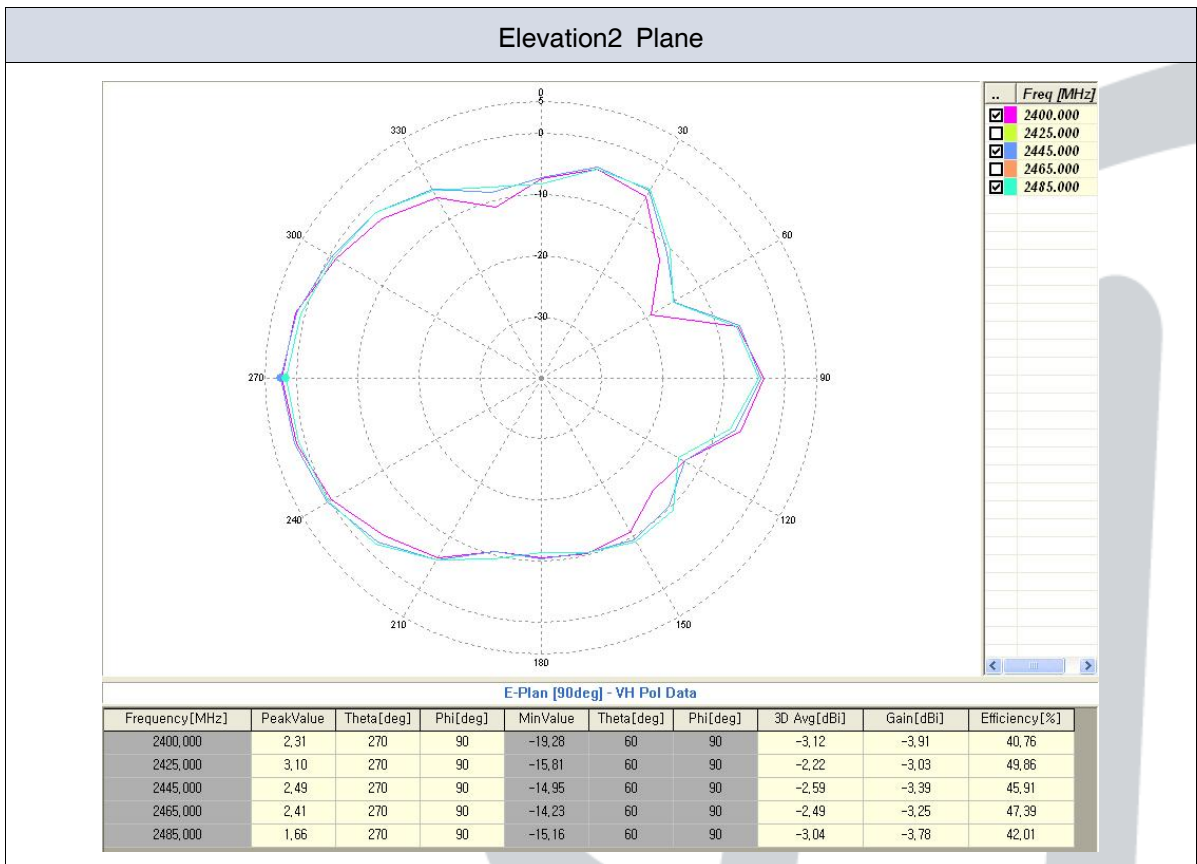 Elevation2 Plane
0
5
330
0
30
-10
300
60
-20
-30
270
90
240
120
210
150
180
.. Freq [MHz]
2400.000
2425.000
2445.000
2465.000
2485.000
E-Plan [90deg] - VH Pol Data
Frequency[MHz] PeakValue Theta[deg] Phi[deg] MinValue Theta[deg] Phi[deg] 3D Avg[dBi] Gain[dBi] Efficiency[%]
2400,000 2,31 270 90 -19,28 60 90 -3,12 -3,91 40,76
2425,000 3,10 270 90 -15,81 60 90 -2,22 -3,03 49,86
2445,000 2,49 270 90 -14,95 60 90 -2,59 -3,39 45,91
2465,000 2,41 270 90 -14,23 60 90 -2,49 -3,25 47,39
2485,000 1,66 270 90 -15,16 60 90 -3,04 -3,78 42,01